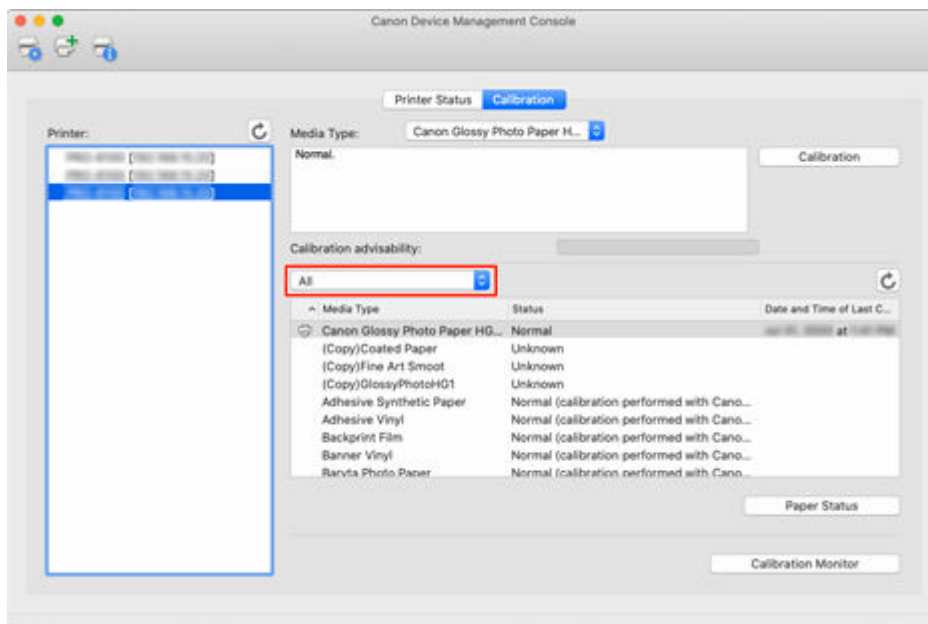 Canon Device Management Console
Printer Status Calibration
Printer:
Media Type: Canon Glossy Photo Paper H...
Normal.
Calibration
Calibration advisability:
All
Media Type Status Date and Time of Last C...
Canon Glossy Photo Paper HG... Normal at
(Copy)Coated Paper Unknown
(Copy)Fine Art Smoot Unknown
(Copy)GlossyPhotoHG1 Unknown
Adhesive Synthetic Paper Normal (calibration performed with Cano...
Adhesive Vinyl Normal (calibration performed with Cano...
Backprint Film Normal (calibration performed with Cano...
Banner Vinyl Normal (calibration performed with Cano...
Baryta Photo Paper Normal (calibration performed with Cano...
Paper Status
Calibration Monitor